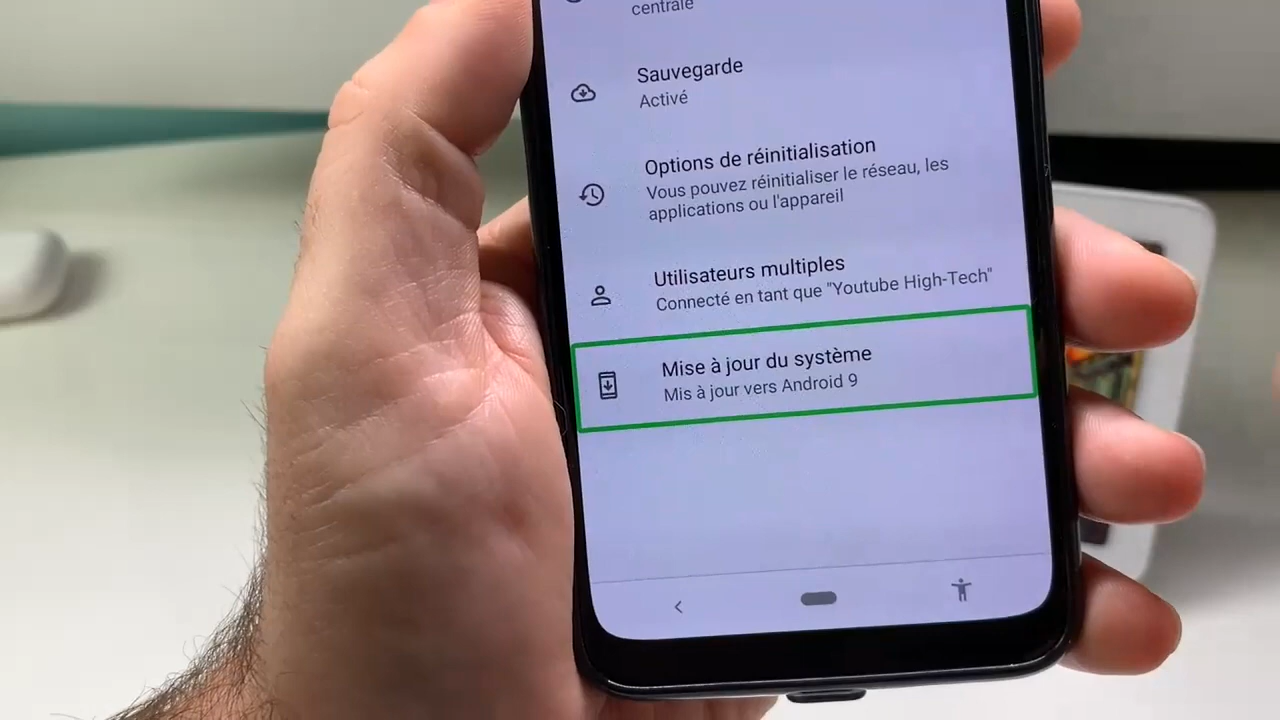 centrale
Sauvegarde
Activé
Options de réinitialisation
Vous pouvez réinitialiser le réseau, les
applications ou l'appareil
Utilisateurs multiples
Connecté en tant que "Youtube High-Tech"
Mise à jour du système
Mis à jour vers Android 9